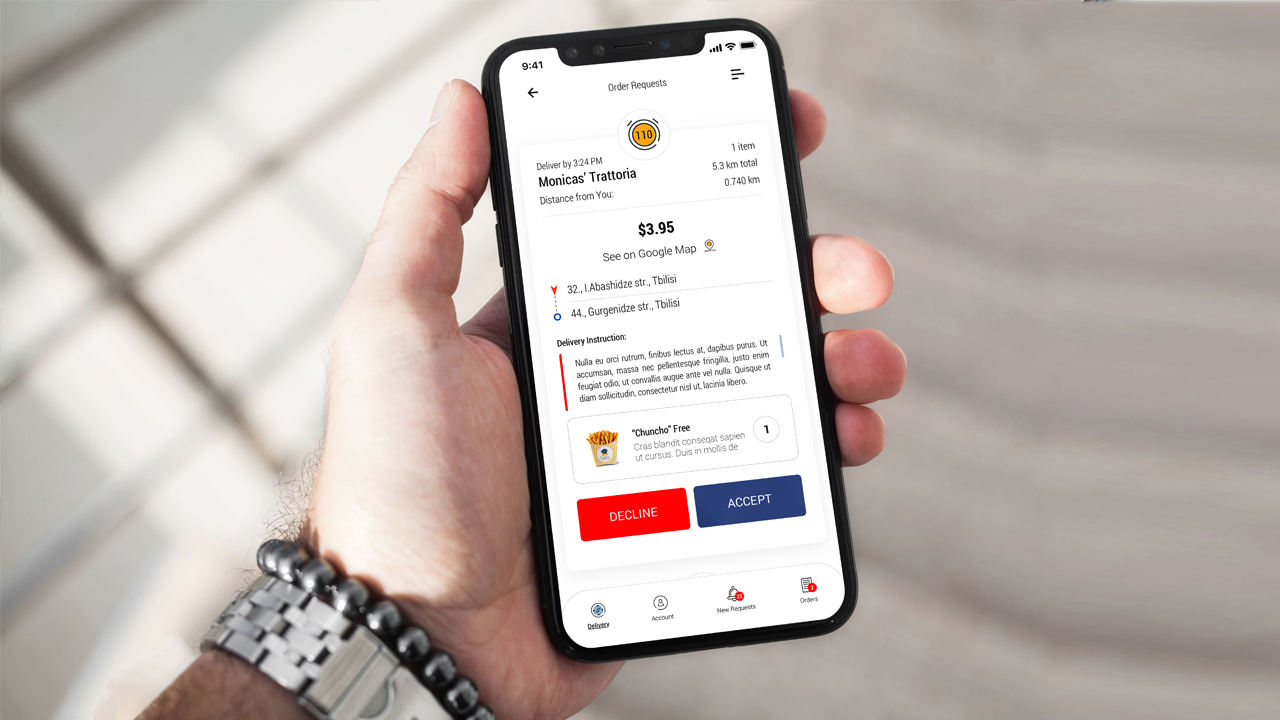 9:41
Order Requests
110
Deliver by 3:24 PM
1 item
Monicas' Trattoria
5.3 km total
Distance from You:
0.740 km
$3.95
See on Google Map
32., I.Abashidze str., Tbilisi
44., Gurgenidze str., Tbilisi
Delivery Instruction:
Nulla eu orci rutrum, finibus lectus at, dapibus purus. Ut
accumsan, massa nec pellentesque fringilla, justo enim
feugiat odio, ut convallis augue ante vel nulla. Quisque ut
diam sollicitudin, consectetur nisl ut, lacinia libero.
“Chuncho” Free
1
Cras blandit conseqat sapien
ut cursus. Duis in mollis de
DECLINE
ACCEPT
Delivery
Account
New Requests
Orders